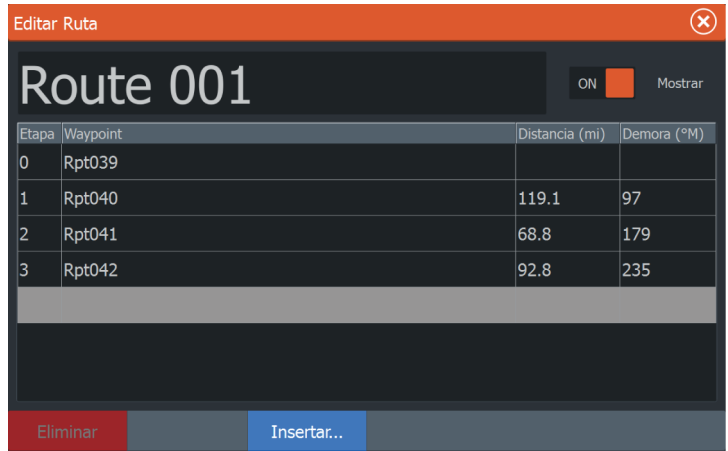 Editar Ruta
Route 001
ON Mostrar
Etapa Waypoint Distancia (mi) Demora (°M)
0 Rpt039
1 Rpt040 119.1 97
2 Rpt041 68.8 179
3 Rpt042 92.8 235
Eliminar Insertar...